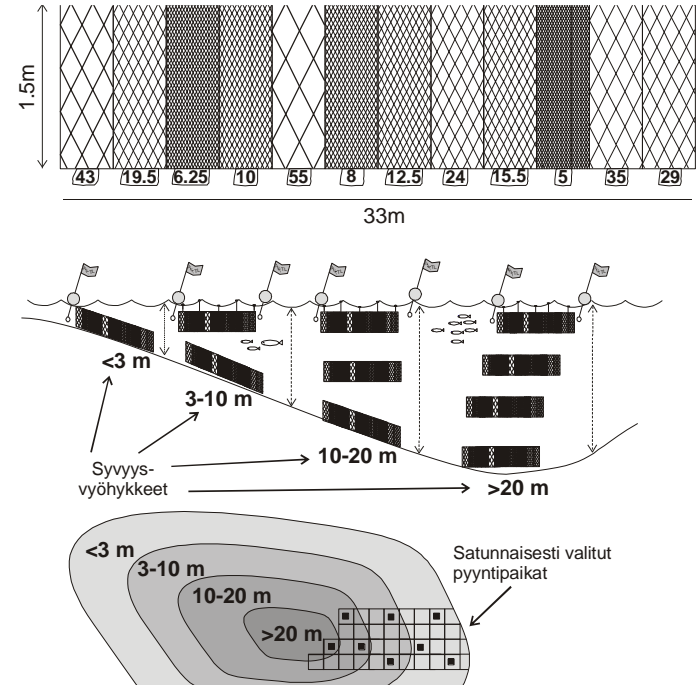 1.5m
43 19.5 6.25 10 55 8 12.5 24 15.5 5 35 29
33m
<3 m
3-10 m
10-20 m
>20 m
Syvyys-
vyöhykkeet
<3 m
3-10 m
10-20 m
>20 m
Satunnaisesti valitut
pyyntipaikat